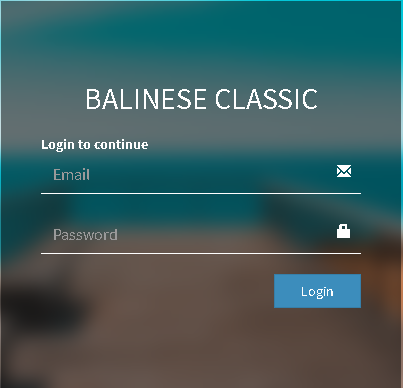 BALINESE CLASSIC
Login to continue
Email
Password
Login